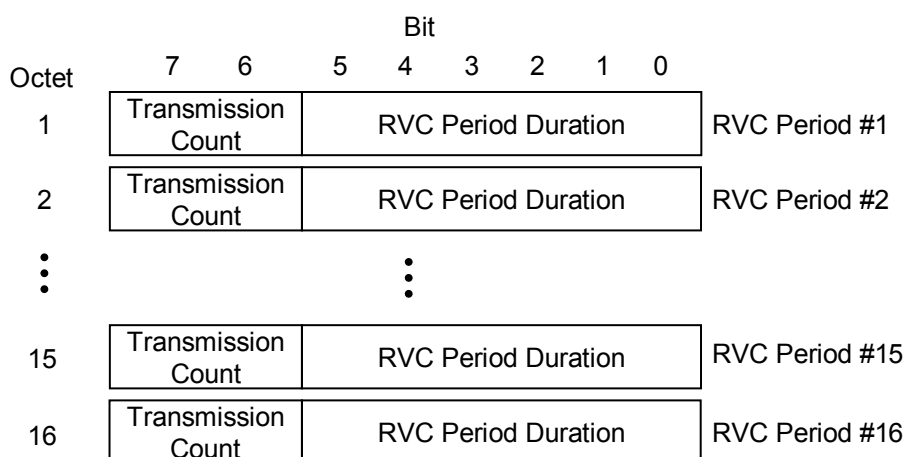 Bit
Octet 7 6 5 4 3 2 1 0
1 Transmission Count RVC Period Duration RVC Period #1
2 Transmission Count RVC Period Duration RVC Period #2
15 Transmission Count RVC Period Duration RVC Period #15
16 Transmission Count RVC Period Duration RVC Period #16